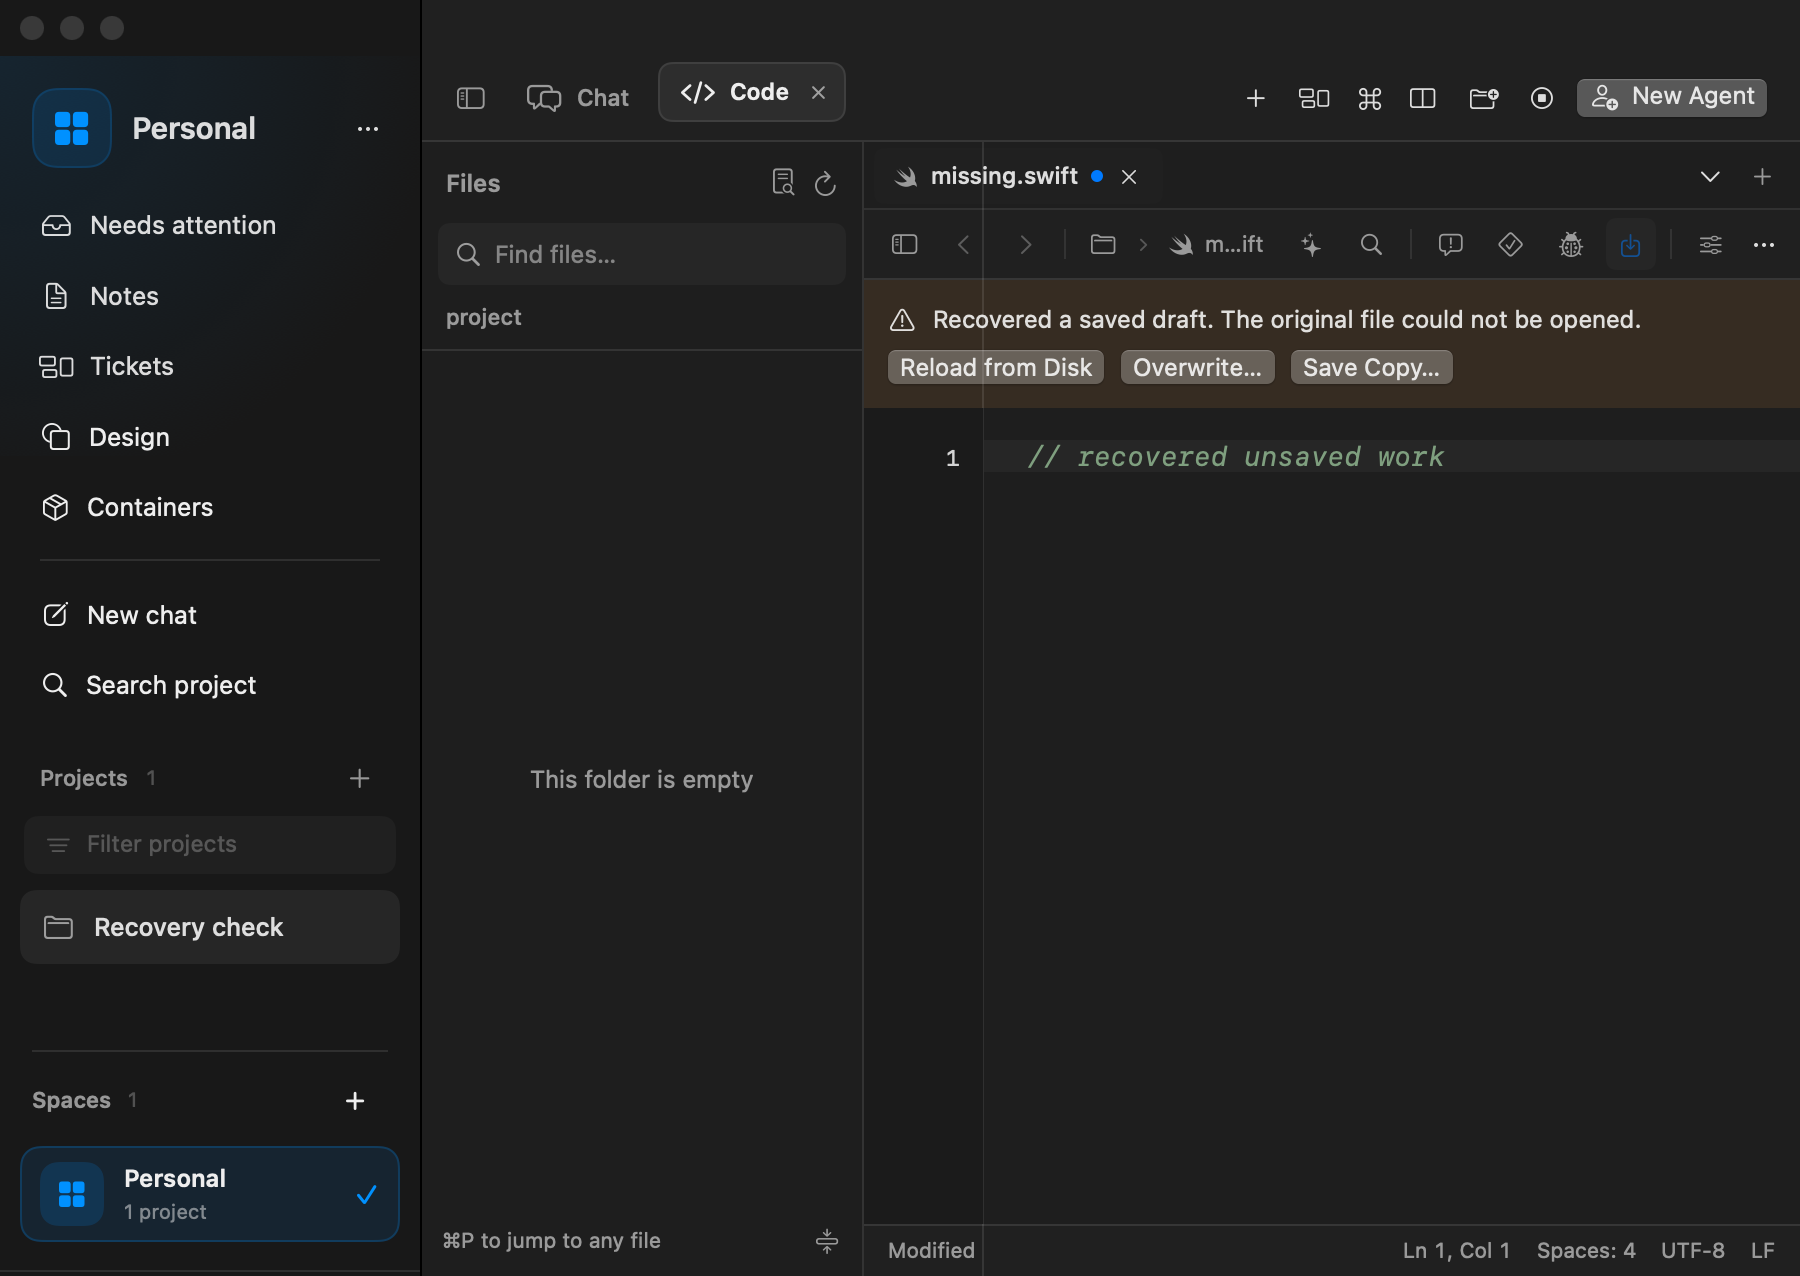 Personal
Needs attention
Notes
Tickets
Design
Containers
New chat
Search project
Projects 1
Filter projects
Recovery check
Spaces 1
Personal
1 project
Chat
Code
New Agent
Files
Find files...
project
This folder is empty
⌘P to jump to any file
missing.swift
m...ift
Recovered a saved draft. The original file could not be opened.
Reload from Disk
Overwrite...
Save Copy...
1 // recovered unsaved work
Modified
Ln 1, Col 1
Spaces: 4
UTF-8
LF